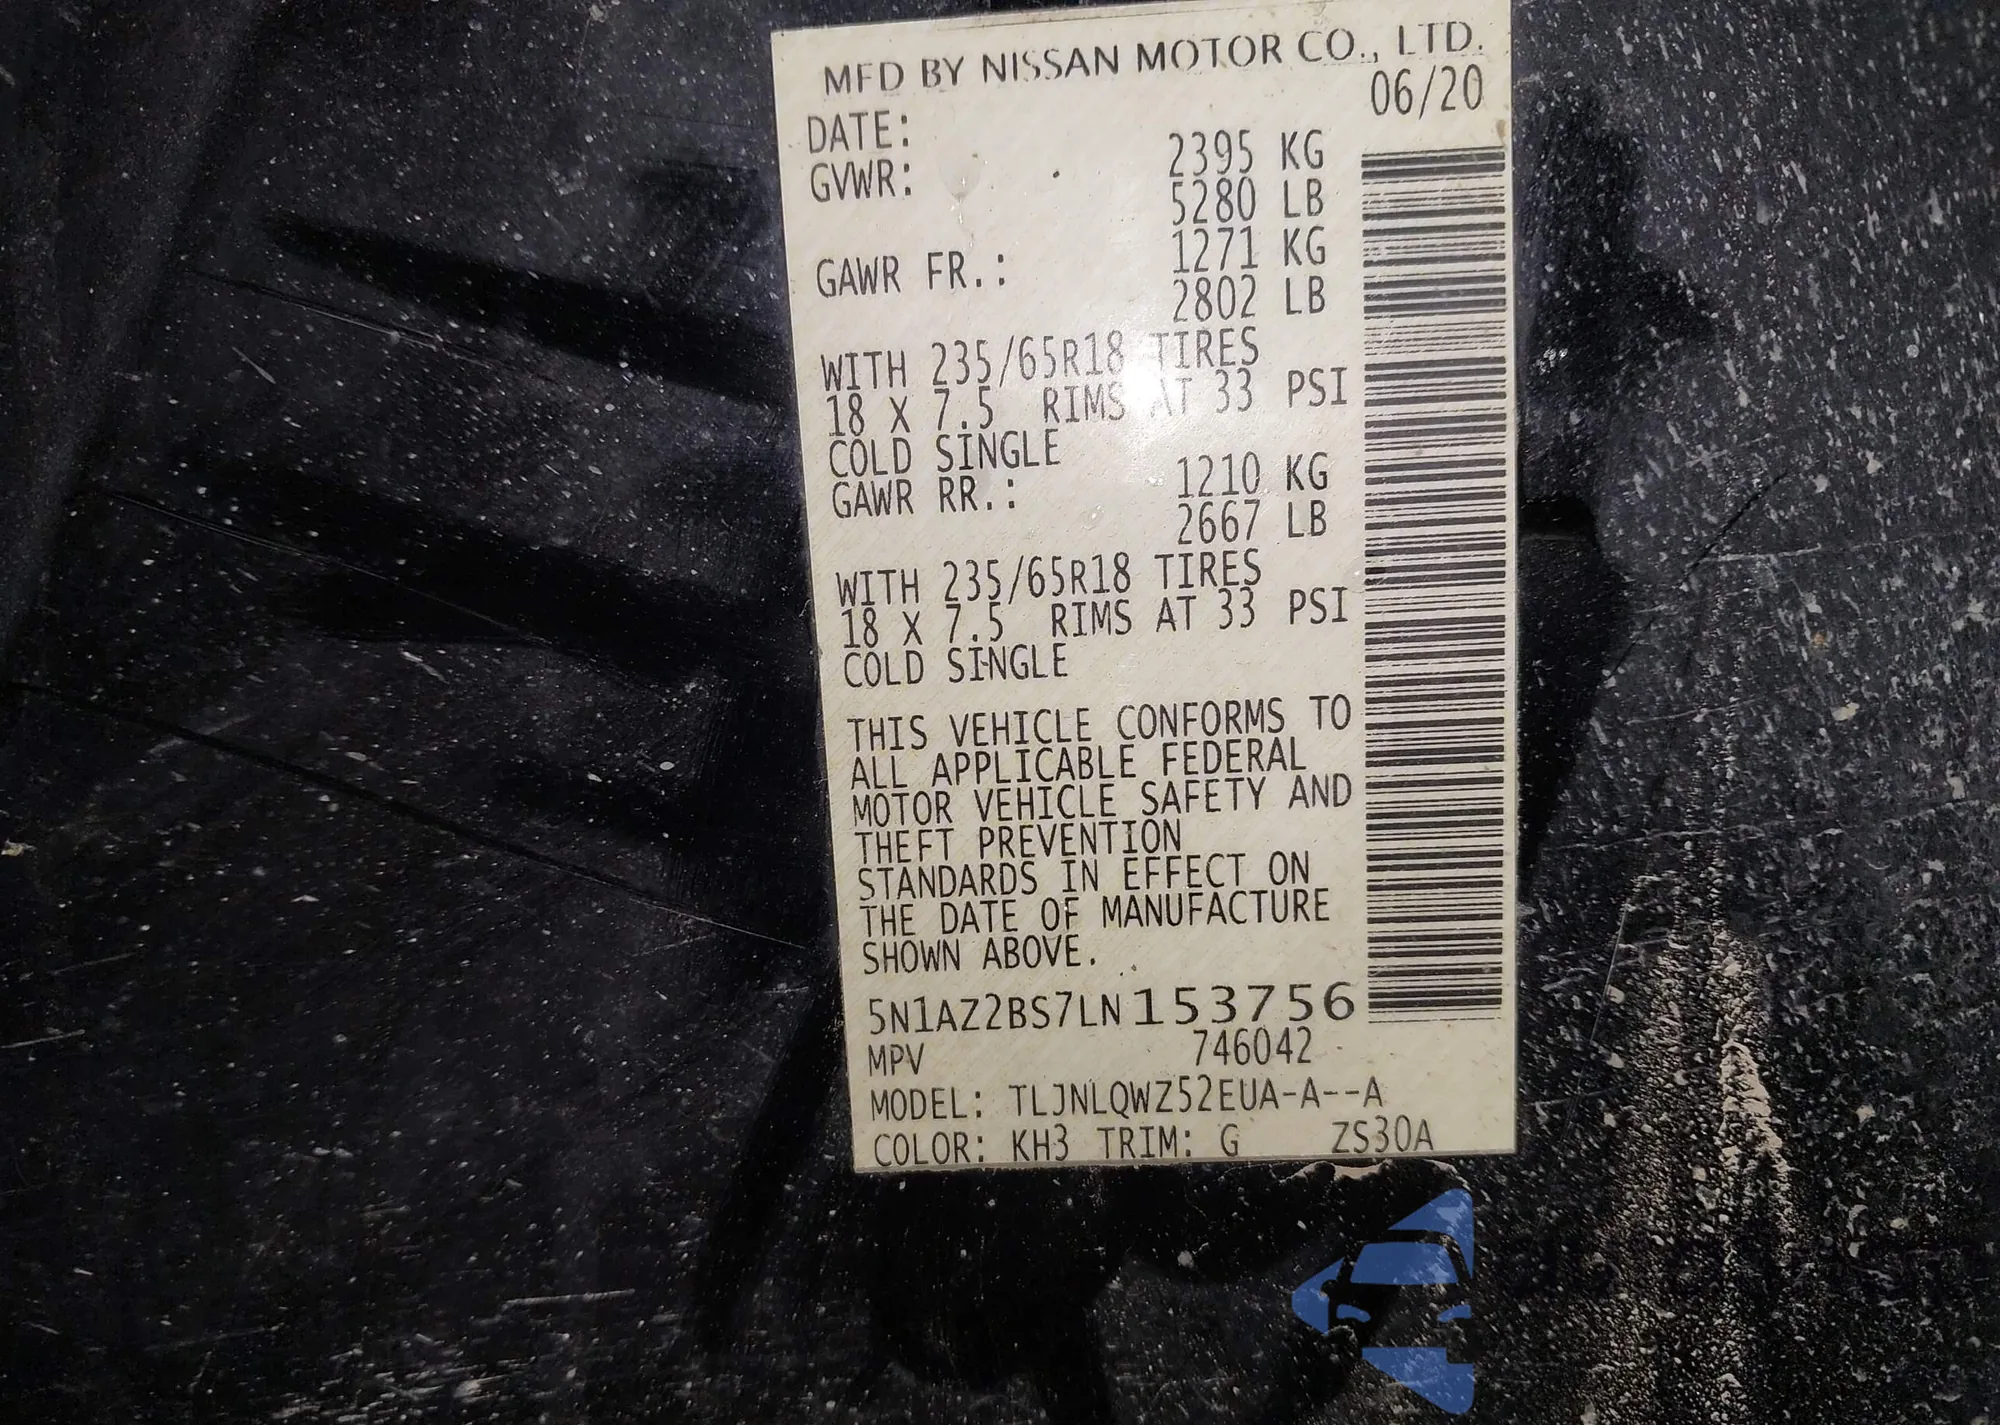 MFD BY NISSAN MOTOR CO., LTD.
DATE: 06/20
GVWR: 2395 KG
5280 LB
GAWR FR.: 1271 KG
2802 LB
WITH 235/65R18 TIRES
18 X 7.5 RIMS AT 33 PSI
COLD SINGLE
GAWR RR.: 1210 KG
2667 LB
WITH 235/65R18 TIRES
18 X 7.5 RIMS AT 33 PSI
COLD SINGLE
THIS VEHICLE CONFORMS TO
ALL APPLICABLE FEDERAL
MOTOR VEHICLE SAFETY AND
THEFT PREVENTION
STANDARDS IN EFFECT ON
THE DATE OF MANUFACTURE
SHOWN ABOVE.
5N1AZ2BS7LN153756
MPV 746042
MODEL: TLJNLQWZ52EUA-A--A
COLOR: KH3 TRIM: G ZS30A